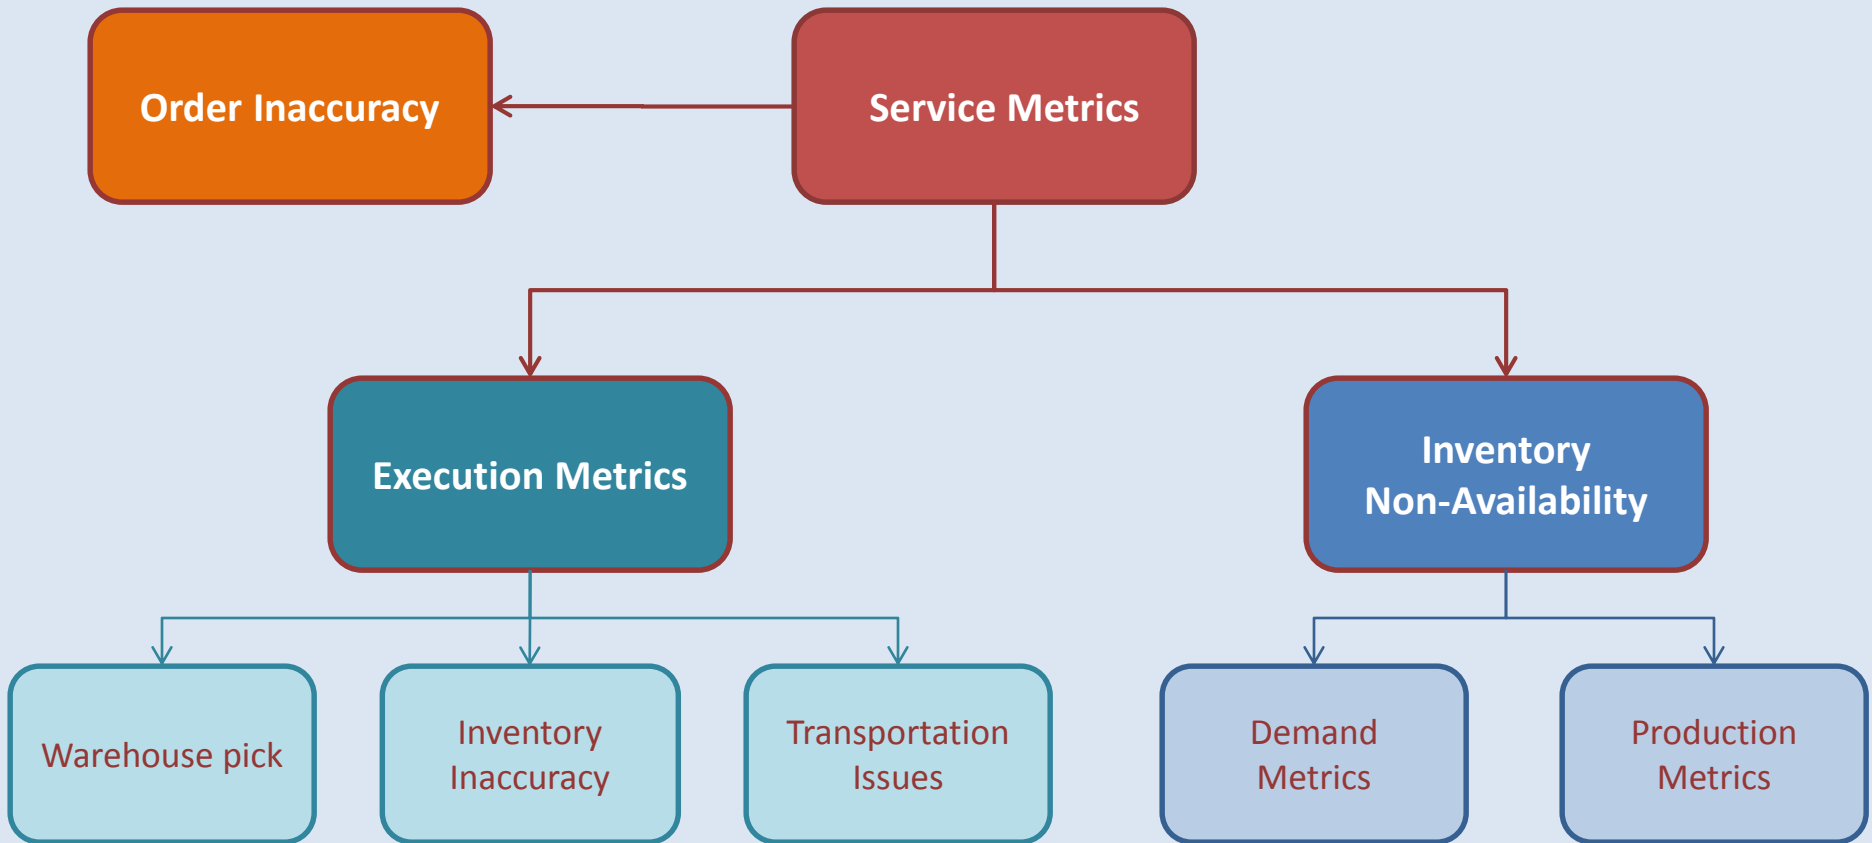 Order Inaccuracy
Service Metrics
Execution Metrics
Inventory
Non-Availability
Warehouse pick
Inventory
Inaccuracy
Transportation
Issues
Demand
Metrics
Production
Metrics